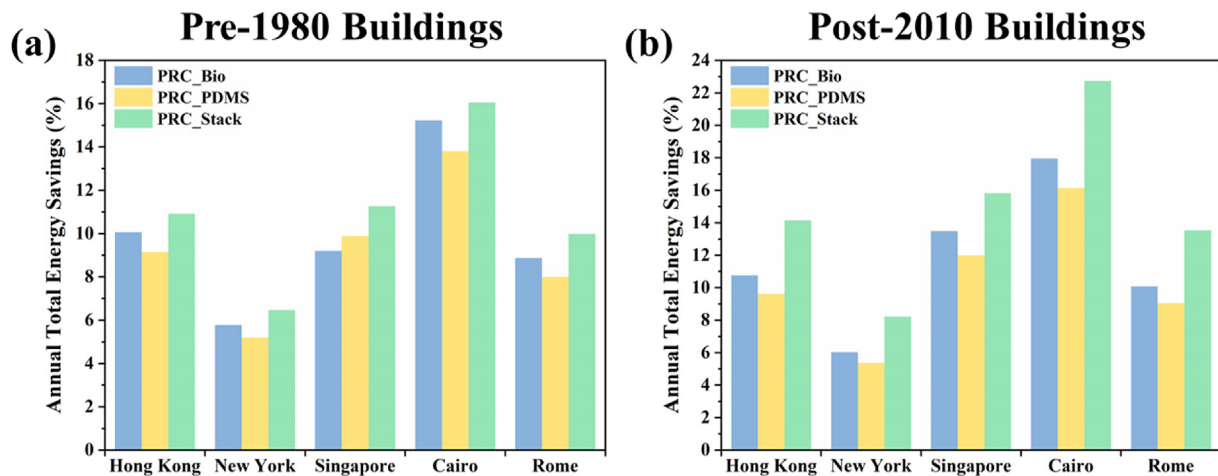 (a)
Pre-1980 Buildings
Annual Total Energy Savings (%)
18
16
14
12
10
8
6
4
2
0
PRC_Bio
PRC_PDMS
PRC_Stack
Hong Kong New York Singapore Cairo Rome
(b)
Post-2010 Buildings
Annual Total Energy Savings (%)
24
22
20
18
16
14
12
10
8
6
4
2
0
PRC_Bio
PRC_PDMS
PRC_Stack
Hong Kong New York Singapore Cairo Rome